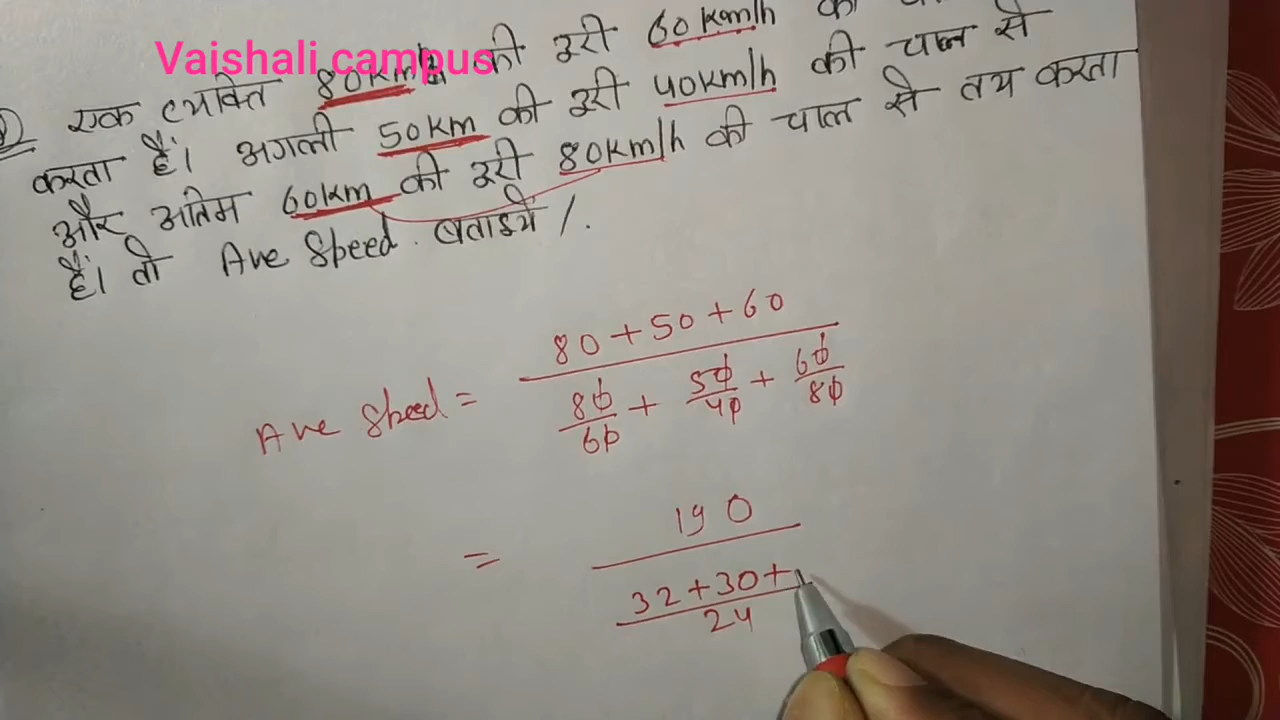 Vaishali campus
एक व्यक्ति 80km की दूरी 60km/h की
करता है। अगली 50km की दूरी 40km/h की चाल से
और अंतिम 60km की दूरी 80km/h की चाल से तय करता
है। तो Ave Speed. बताइये /.
80+50+60
Ave Speed = 80/60 + 50/40 + 60/80
190
=
32+30+
24